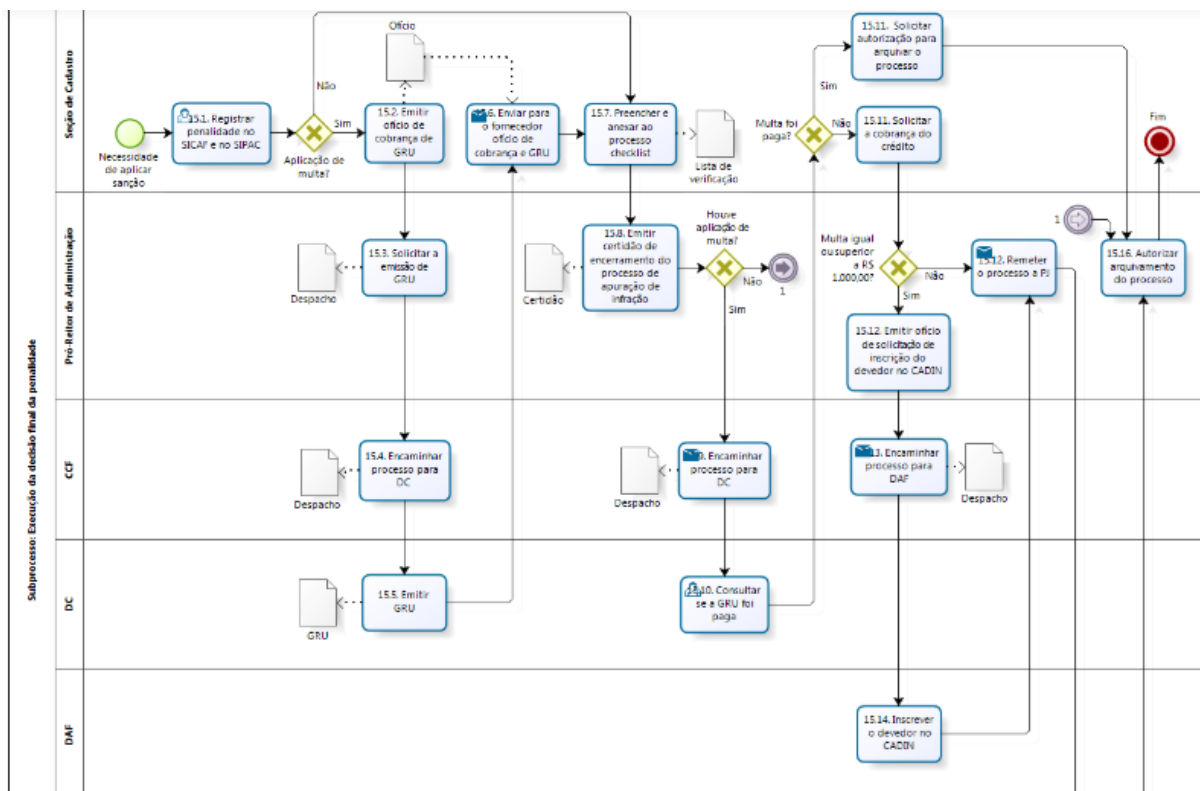 Subprocesso: Execução da decisão final da penalidade
Seção de Cadastro
Necessidade
de aplicar
sanção
15.1. Registrar
penalidade no
SICAF e no SIPAC
Não
Aplicação de
multa?
Sim
Ofício
15.2. Emitir
ofício de
cobrança de
GRU
15.6. Enviar para
o fornecedor
ofício de
cobrança e GRU
15.7. Preencher e
anexar ao
processo
checklist
Lista de
verificação
Multa foi
paga?
Sim
Não
15.11. Solicitar
autorização para
arquivar o
processo
15.11. Solicitar
a cobrança do
crédito
Fim
Pró-Reitor de Administração
Despacho
15.3. Solicitar a
emissão de
GRU
Certidão
15.8. Emitir
certidão de
encerramento do
processo de
apuração de
infração
Houve
aplicação de
multa?
Não
Sim
1
Multa igual
ou superior
a R$
1.000,00?
Não
Sim
15.12. Remeter
o processo a PJ
1
15.16. Autorizar
arquivamento
do processo
15.12. Emitir ofício
de solicitação de
inscrição do
devedor no CADIN
CCF
Despacho
15.4. Encaminhar
processo para
DC
Despacho
9. Encaminhar
processo para
DC
13. Encaminhar
processo para
DAF
Despacho
DC
GRU
15.5. Emitir
GRU
10. Consultar
se a GRU foi
paga
DAF
15.14. Inscrever
o devedor no
CADIN